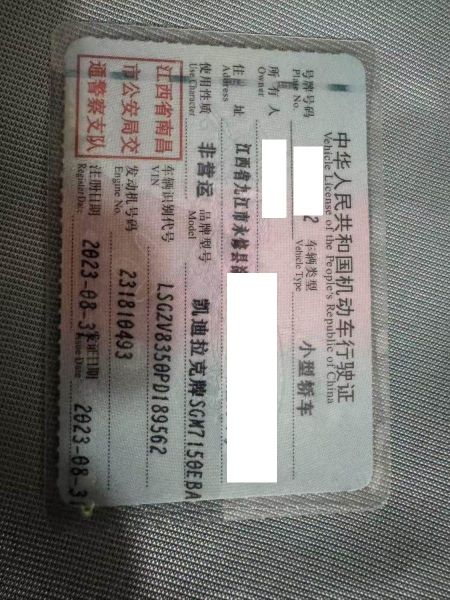 中华人民共和国机动车行驶证
Vehicle License of the People's Republic of China
号牌号码 2 车辆类型 小型轿车
Plate No. Vehicle Type
所有人
Owner
住址 江西省九江市永修县
Address
使用性质 非营运 品牌型号 凯迪拉克牌SGM7150EBA
Use Character Model
江西省南昌
市公安局交
通警察支队
车辆识别代号 LSGZV8350PD189562
VIN
发动机号码 231810493
Engine No.
注册日期 2023-08-31 发证日期 2023-08-3
Register Date Issue Date